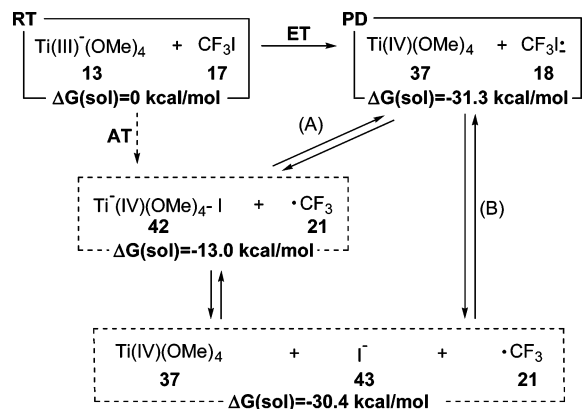 RT PD
Ti(III)⁻(OMe)₄ + CF₃I ET Ti(IV)(OMe)₄ + CF₃I•̲
13 17 37 18
ΔG(sol)=0 kcal/mol ΔG(sol)=-31.3 kcal/mol
AT (A)
(B)
Ti⁻(IV)(OMe)₄-I + •CF₃
42 21
ΔG(sol)=-13.0 kcal/mol
Ti(IV)(OMe)₄ + I⁻ + •CF₃
37 43 21
ΔG(sol)=-30.4 kcal/mol